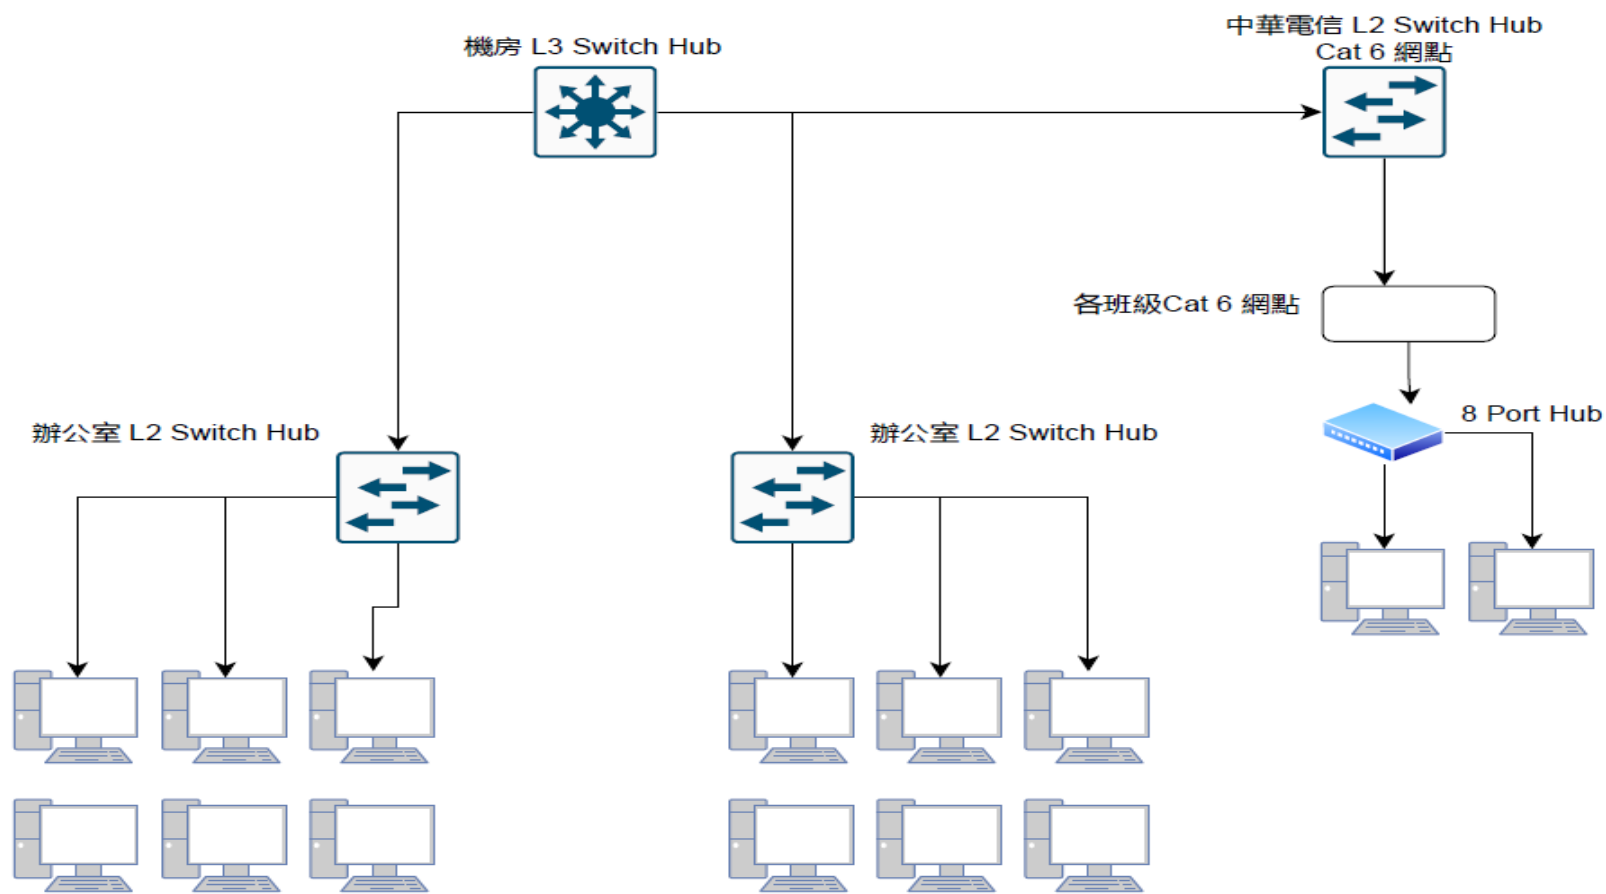 機房 L3 Switch Hub
中華電信 L2 Switch Hub
Cat 6 網點
各班級Cat 6 網點
8 Port Hub
辦公室 L2 Switch Hub
辦公室 L2 Switch Hub